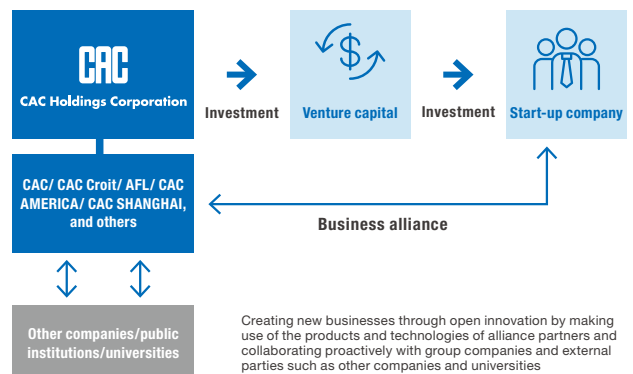 CAC
CAC Holdings Corporation
Investment
Venture capital
Investment
Start-up company
CAC/ CAC Croit/ AFL/ CAC
AMERICA/ CAC SHANGHAI,
and others
Business alliance
Other companies/public
institutions/universities
Creating new businesses through open innovation by making
use of the products and technologies of alliance partners and
collaborating proactively with group companies and external
parties such as other companies and universities